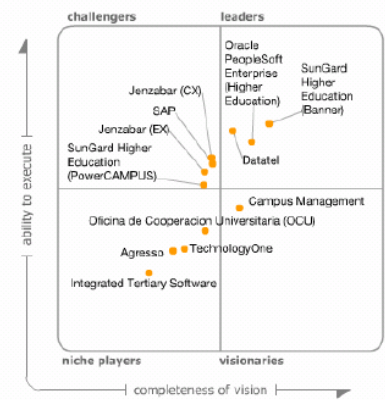 challengers
leaders
Oracle
PeopleSoft
Enterprise
(Higher
Education)
SunGard
Higher
Education
(Banner)
Jenzabar (CX)
SAP
Jenzabar (EX)
SunGard Higher
Education
(PowerCAMPUS)
Datatel
Campus Management
Oficina de Cooperacion Universitaria (OCU)
Agresso
TechnologyOne
Integrated Tertiary Software
niche players
visionaries
ability to execute
completeness of vision